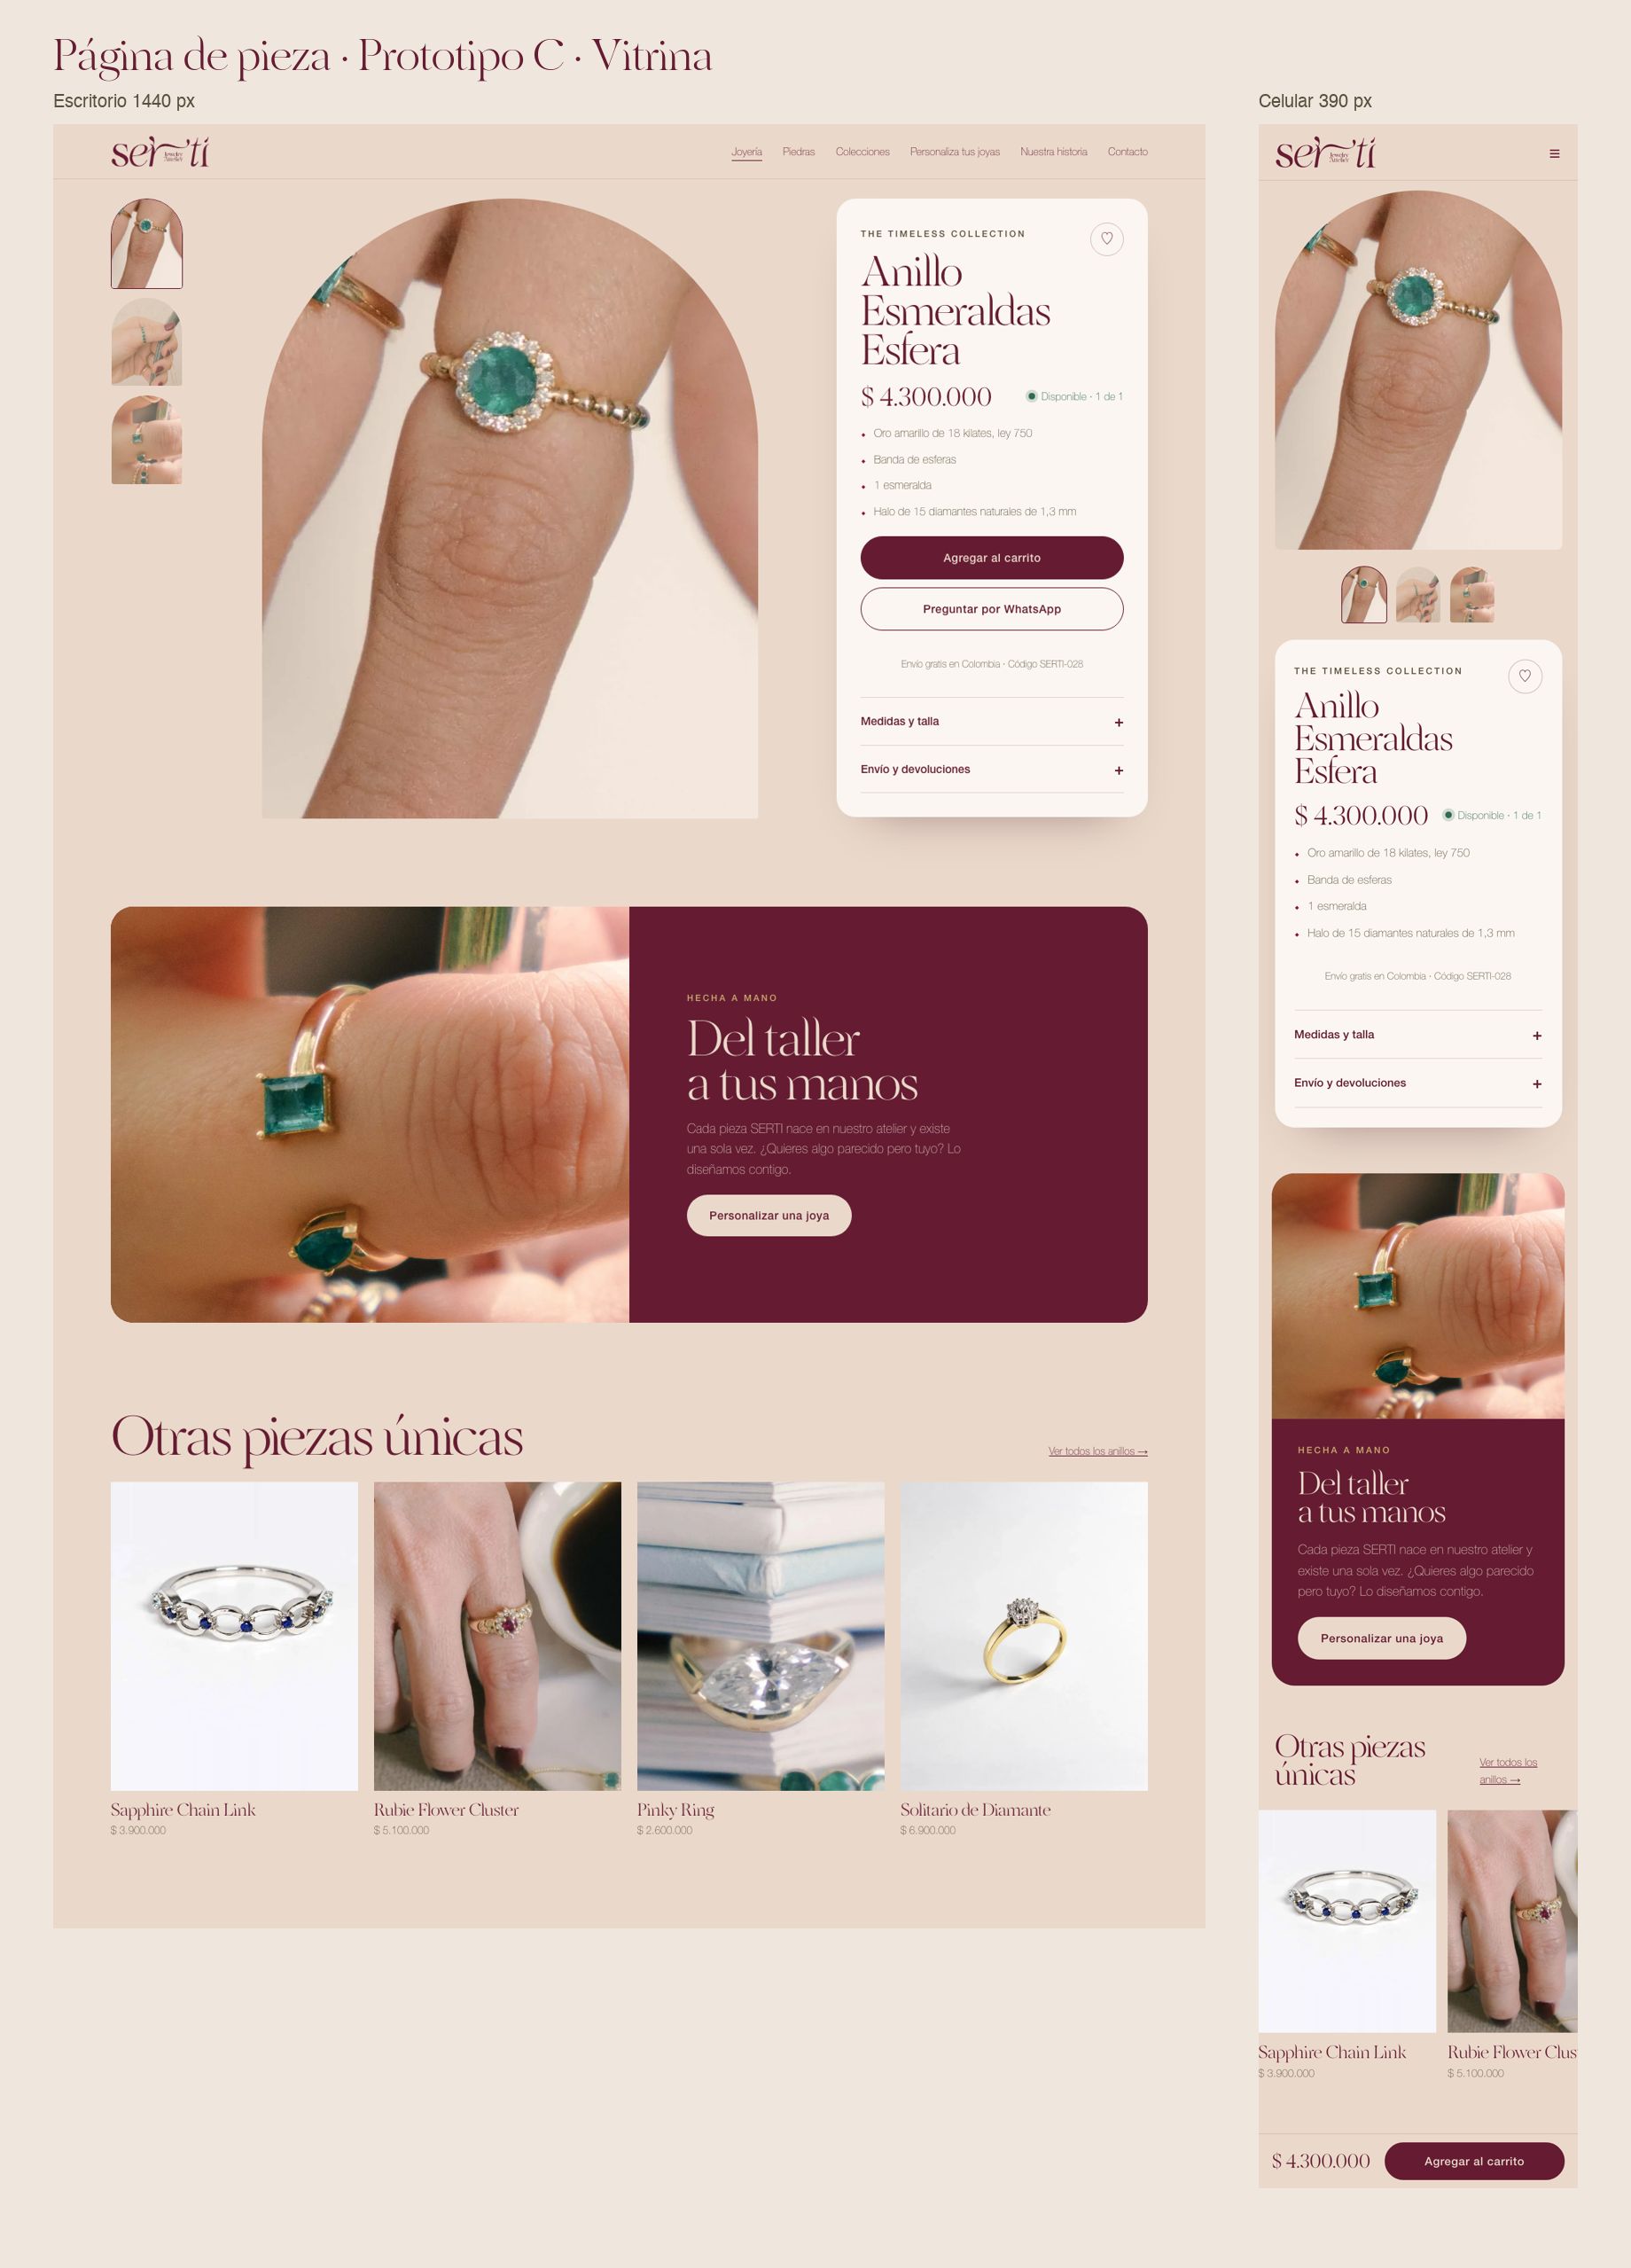 Página de pieza · Prototipo C · Vitrina
Escritorio 1440 px
serti
Jewelry
Atelier
Joyería
Piedras
Colecciones
Personaliza tus joyas
Nuestra historia
Contacto
THE TIMELESS COLLECTION
♡
Anillo
Esmeraldas
Esfera
$ 4.300.000
Disponible · 1 de 1
Oro amarillo de 18 kilates, ley 750
Banda de esferas
1 esmeralda
Halo de 15 diamantes naturales de 1,3 mm
Agregar al carrito
Preguntar por WhatsApp
Envío gratis en Colombia · Código SERTI-028
Medidas y talla +
Envío y devoluciones +
HECHA A MANO
Del taller
a tus manos
Cada pieza SERTI nace en nuestro atelier y existe
una sola vez. ¿Quieres algo parecido pero tuyo? Lo
diseñamos contigo.
Personalizar una joya
Otras piezas únicas
Ver todos los anillos →
Sapphire Chain Link
$ 3.900.000
Rubie Flower Cluster
$ 5.100.000
Pinky Ring
$ 2.600.000
Solitario de Diamante
$ 6.900.000
Celular 390 px
serti
Jewelry
Atelier
≡
THE TIMELESS COLLECTION
♡
Anillo
Esmeraldas
Esfera
$ 4.300.000
Disponible · 1 de 1
Oro amarillo de 18 kilates, ley 750
Banda de esferas
1 esmeralda
Halo de 15 diamantes naturales de 1,3 mm
Envío gratis en Colombia · Código SERTI-028
Medidas y talla +
Envío y devoluciones +
HECHA A MANO
Del taller
a tus manos
Cada pieza SERTI nace en nuestro atelier y
existe una sola vez. ¿Quieres algo parecido
pero tuyo? Lo diseñamos contigo.
Personalizar una joya
Otras piezas
únicas
Ver todos los
anillos →
Sapphire Chain Link
$ 3.900.000
Rubie Flower Clus
$ 5.100.000
$ 4.300.000
Agregar al carrito